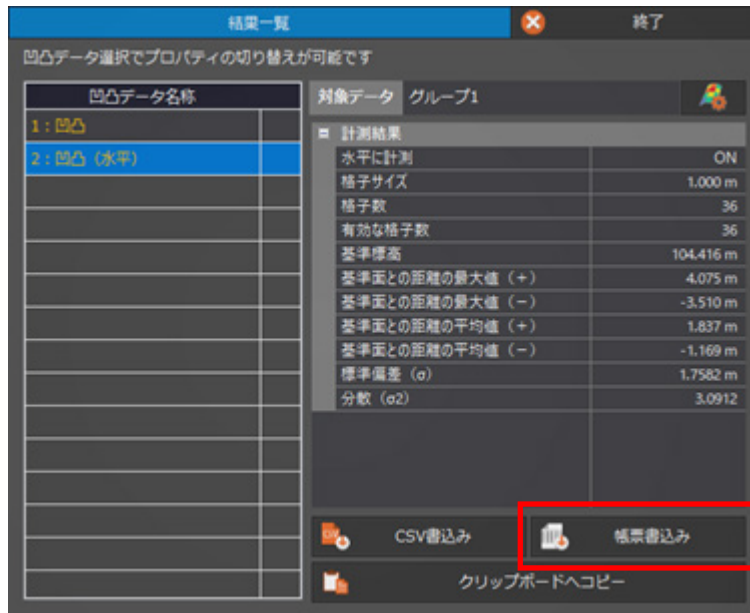 結果一覧 終了
凹凸データ選択でプロパティの切り替えが可能です
凹凸データ名称
1：凹凸
2：凹凸（水平）
対象データ グループ1
計測結果
水平に計測 ON
格子サイズ 1.000 m
格子数 36
有効な格子数 36
基準標高 104.416 m
基準面との距離の最大値（＋） 4.075 m
基準面との距離の最大値（－） -3.510 m
基準面との距離の平均値（＋） 1.837 m
基準面との距離の平均値（－） -1.169 m
標準偏差（σ） 1.7582 m
分散（σ2） 3.0912
CSV CSV書込み 帳票書込み
クリップボードへコピー